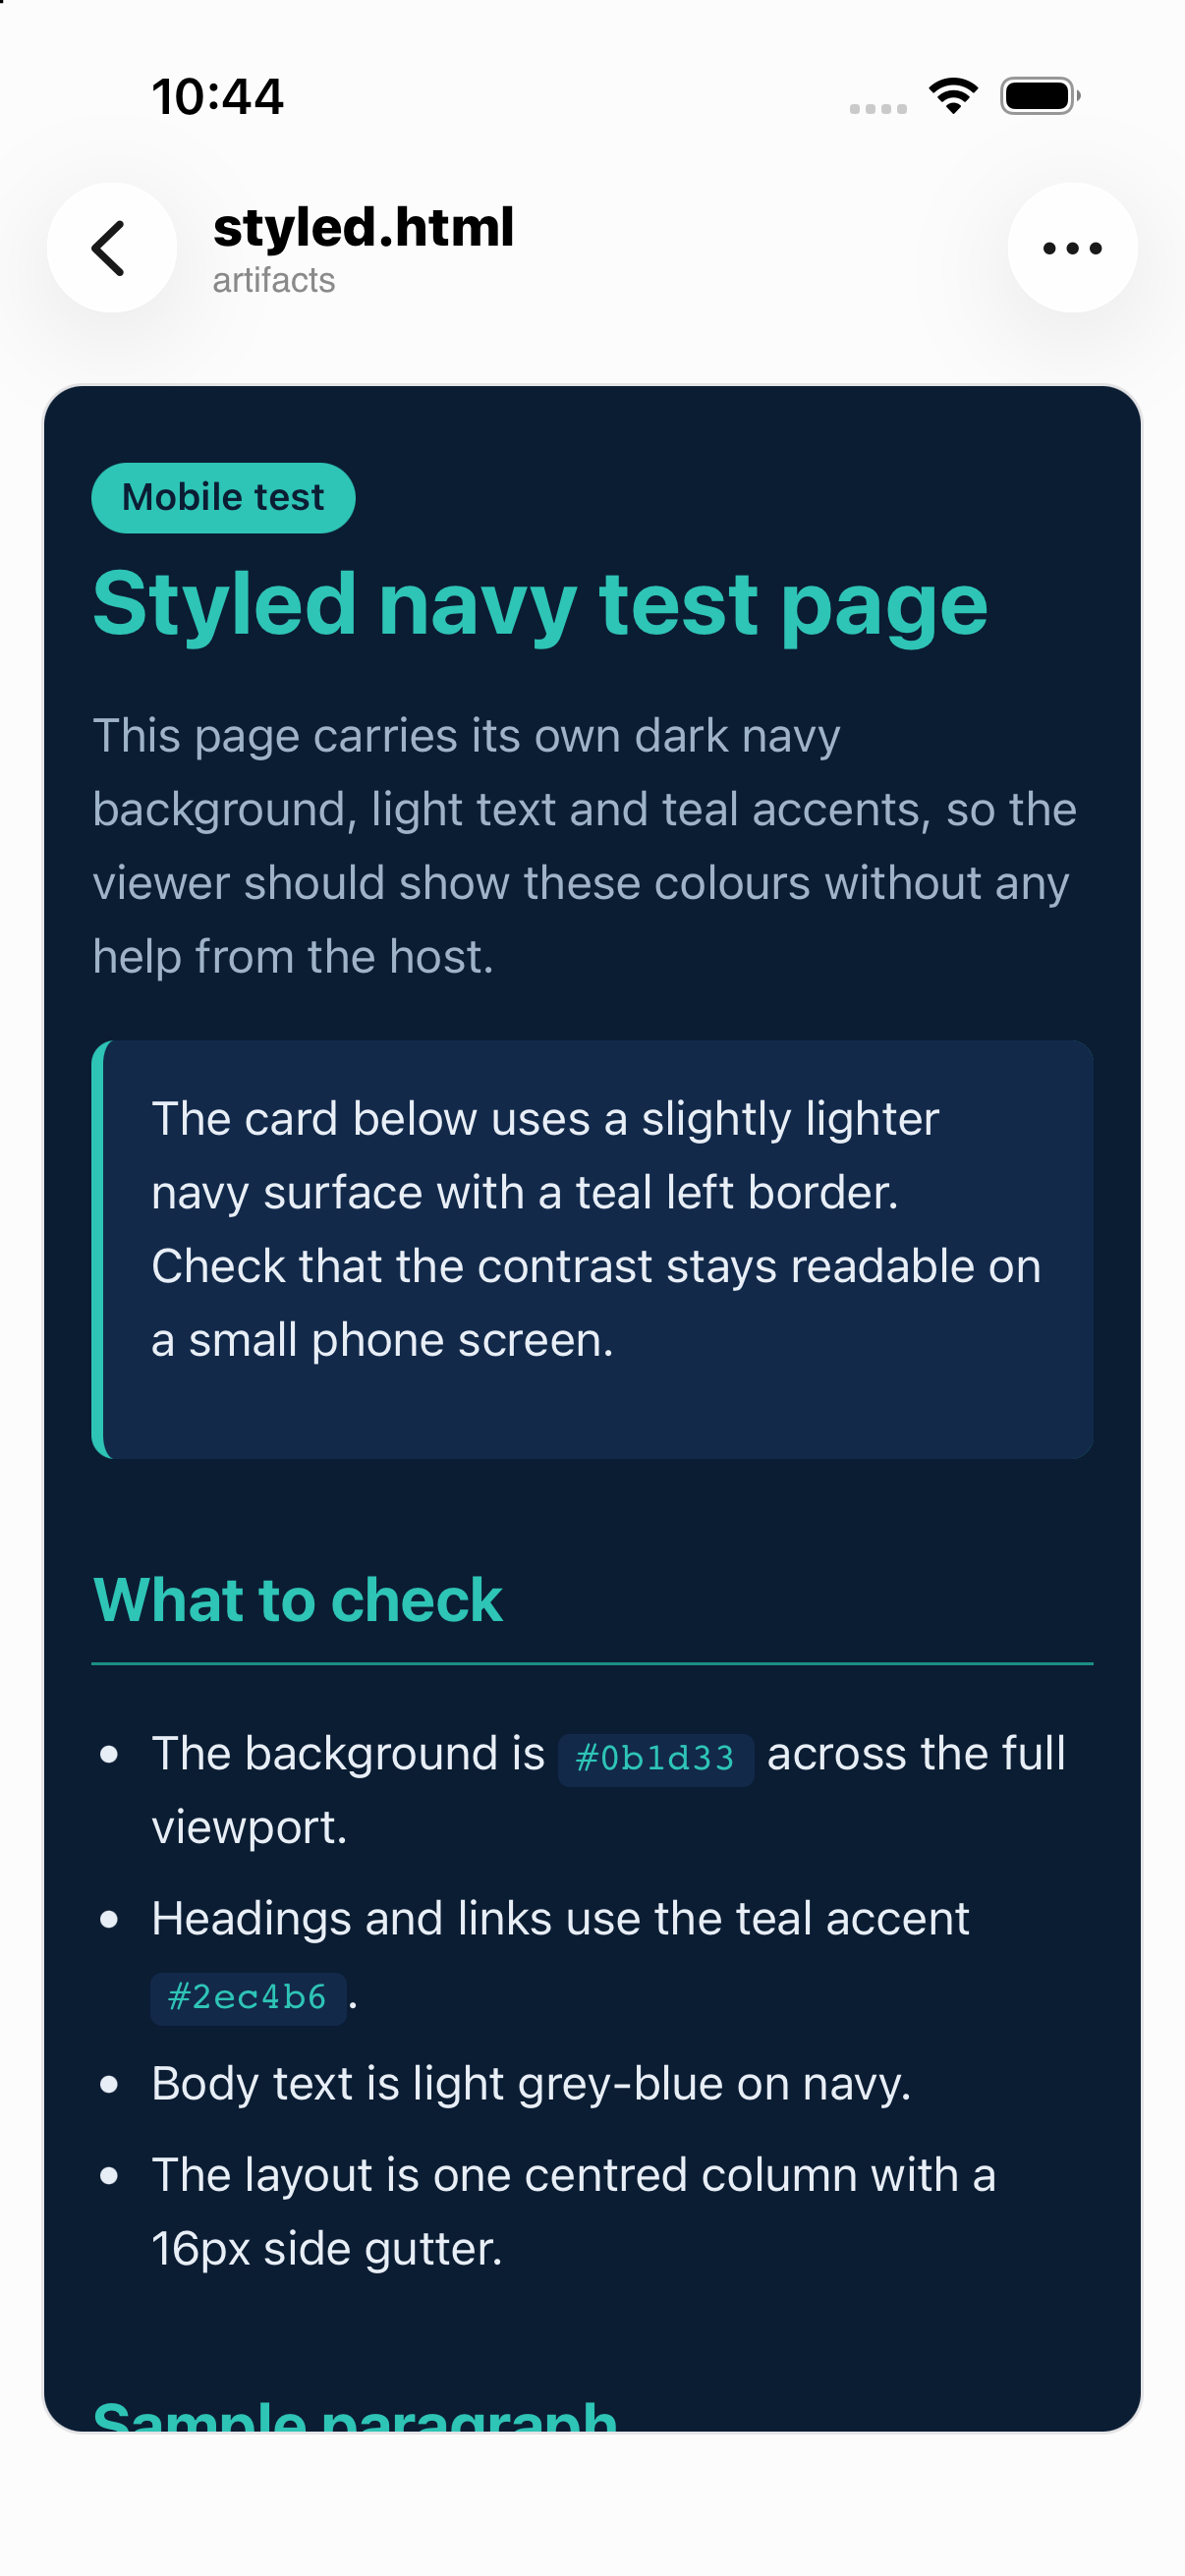 10:44
styled.html
artifacts
Mobile test
Styled navy test page
This page carries its own dark navy
background, light text and teal accents, so the
viewer should show these colours without any
help from the host.
The card below uses a slightly lighter
navy surface with a teal left border.
Check that the contrast stays readable on
a small phone screen.
What to check
• The background is #0b1d33 across the full
viewport.
• Headings and links use the teal accent
#2ec4b6.
• Body text is light grey-blue on navy.
• The layout is one centred column with a
16px side gutter.
Sample paragraph